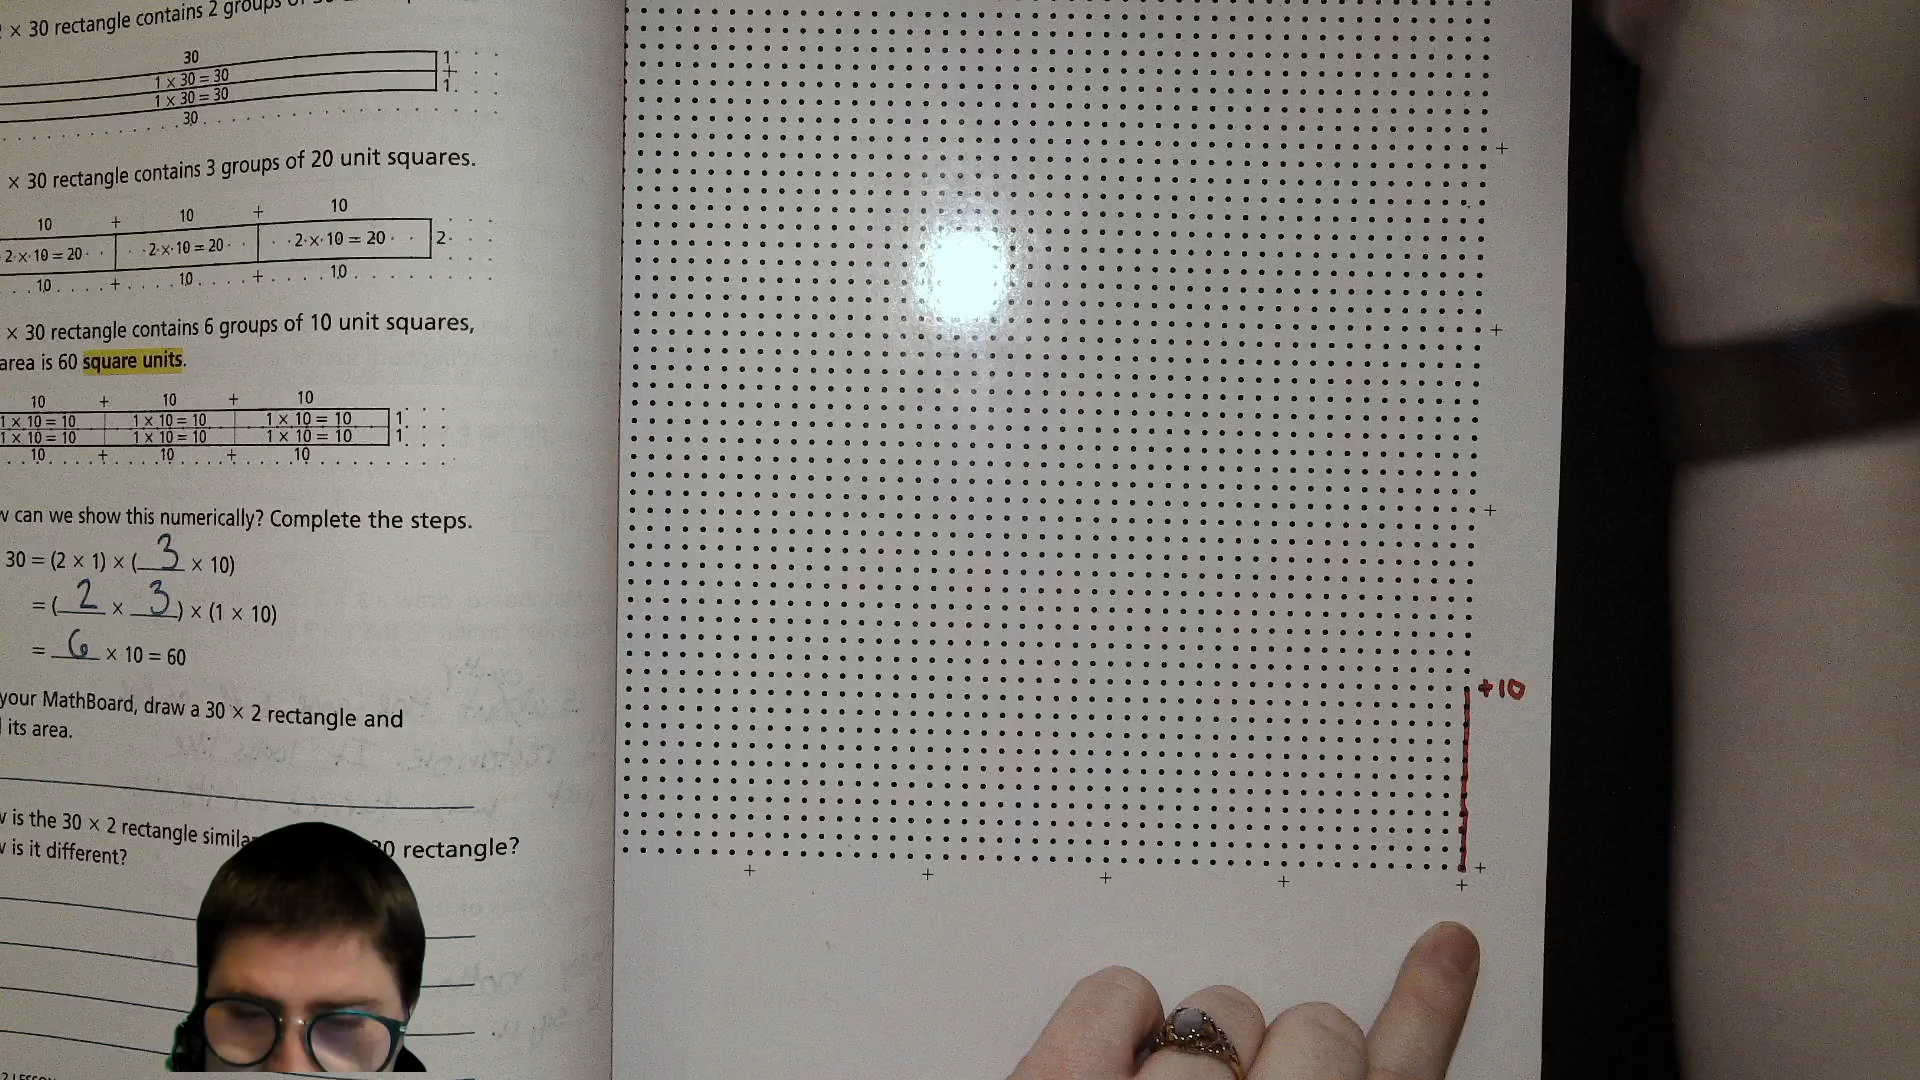 × 30 rectangle contains 2 groups of
30
1 × 30 = 30 1
+
1 × 30 = 30 1
30
× 30 rectangle contains 3 groups of 20 unit squares.
10 + 10 + 10
2 × 10 = 20 2 × 10 = 20 2 × 10 = 20 2
10 + 10 + 10
× 30 rectangle contains 6 groups of 10 unit squares,
area is 60 square units.
10 + 10 + 10
1 × 10 = 10 1 × 10 = 10 1 × 10 = 10 1
1 × 10 = 10 1 × 10 = 10 1 × 10 = 10 1
10 + 10 + 10
w can we show this numerically? Complete the steps.
30 = (2 × 1) × (3 × 10)
= (2 × 3) × (1 × 10)
= 6 × 10 = 60
your MathBoard, draw a 30 × 2 rectangle and
its area.
w is the 30 × 2 rectangle simila 30 rectangle?
w is it different?
+
+
+
+10
+
+ + + + +